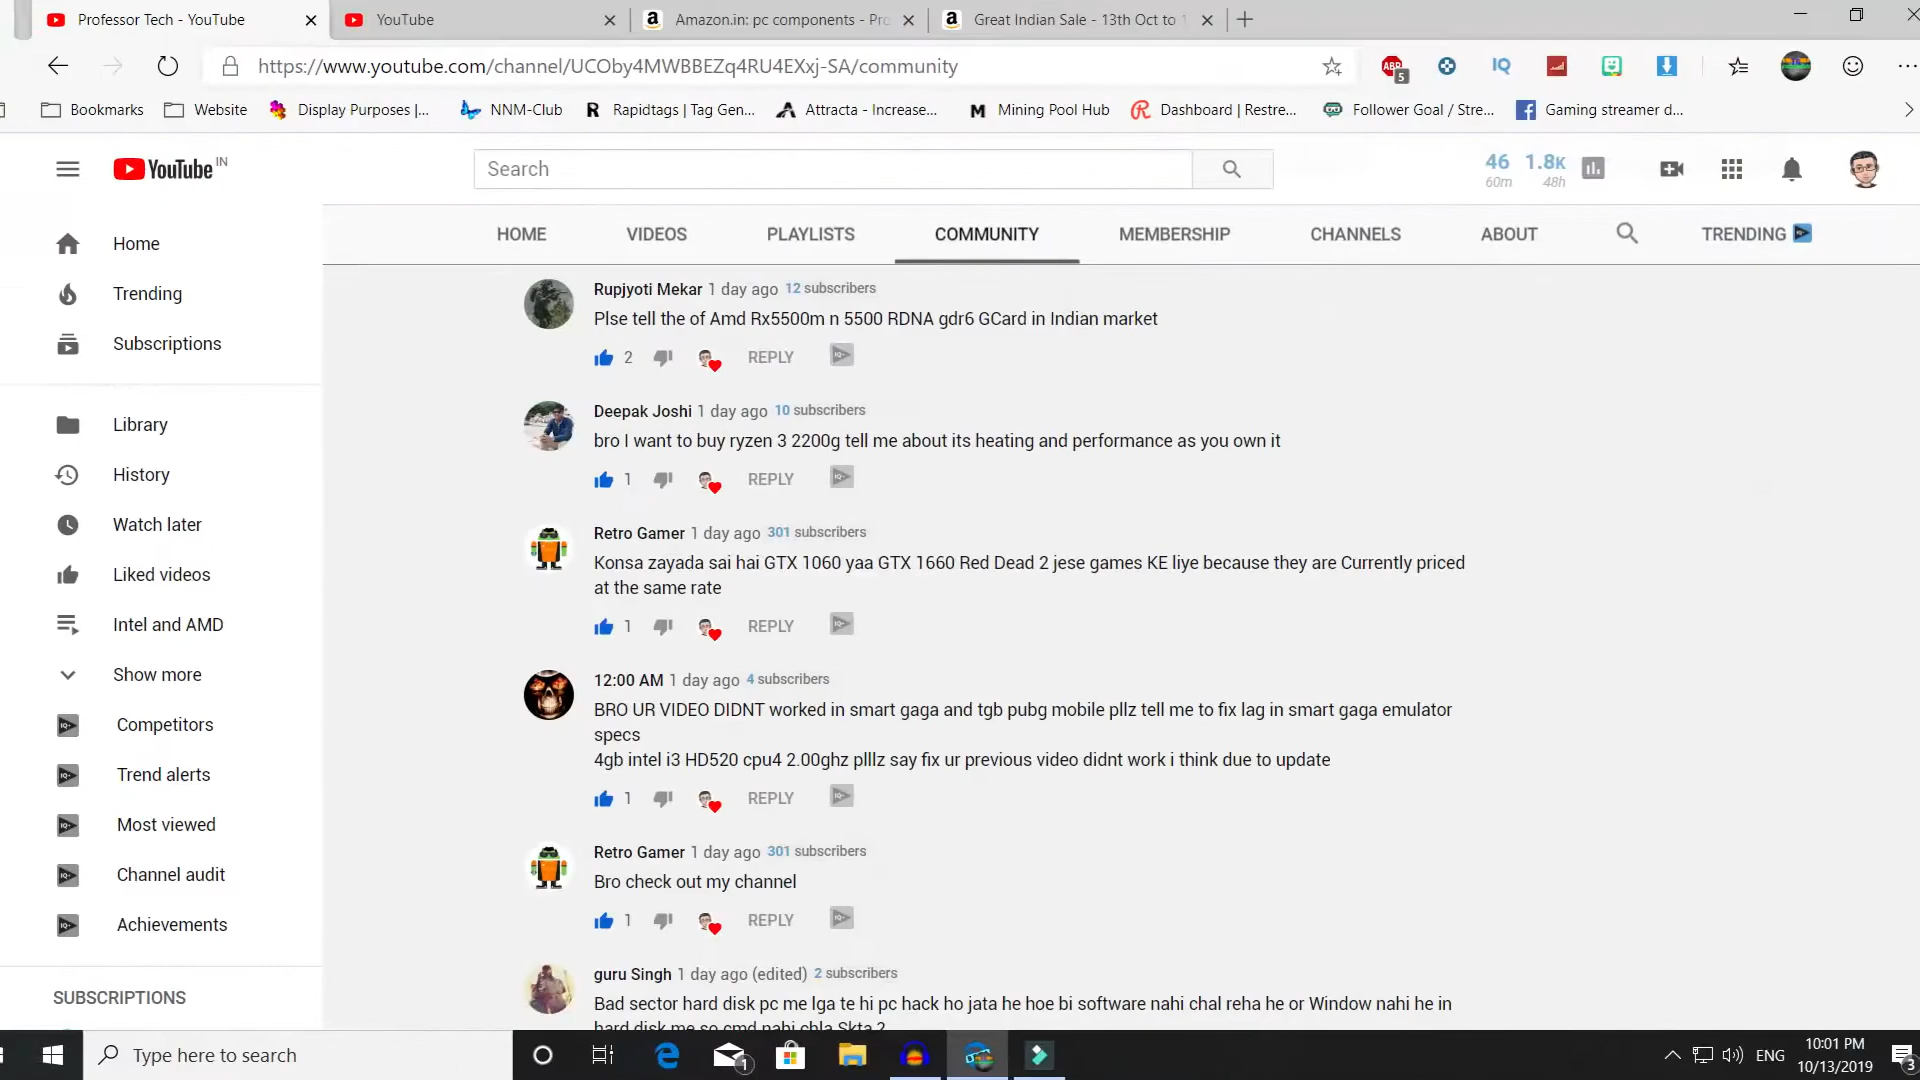 Professor Tech - YouTube
YouTube
Amazon.in: pc components - Pro
Great Indian Sale - 13th Oct to 1
https://www.youtube.com/channel/UCOby4MWBBEZq4RU4EXxj-SA/community
ABP
5
IQ
Bookmarks
Website
Display Purposes |...
NNM-Club
Rapidtags | Tag Gen...
Attracta - Increase...
Mining Pool Hub
Dashboard | Restre...
Follower Goal / Stre...
Gaming streamer d...
YouTube IN
Search
46 1.8K
60m 48h
HOME
VIDEOS
PLAYLISTS
COMMUNITY
MEMBERSHIP
CHANNELS
ABOUT
TRENDING
Home
Trending
Subscriptions
Library
History
Watch later
Liked videos
Intel and AMD
Show more
Competitors
Trend alerts
Most viewed
Channel audit
Achievements
SUBSCRIPTIONS
Rupjyoti Mekar 1 day ago 12 subscribers
Plse tell the of Amd Rx5500m n 5500 RDNA gdr6 GCard in Indian market
2 REPLY
Deepak Joshi 1 day ago 10 subscribers
bro I want to buy ryzen 3 2200g tell me about its heating and performance as you own it
1 REPLY
Retro Gamer 1 day ago 301 subscribers
Konsa zayada sai hai GTX 1060 yaa GTX 1660 Red Dead 2 jese games KE liye because they are Currently priced
at the same rate
1 REPLY
12:00 AM 1 day ago 4 subscribers
BRO UR VIDEO DIDNT worked in smart gaga and tgb pubg mobile pllz tell me to fix lag in smart gaga emulator
specs
4gb intel i3 HD520 cpu4 2.00ghz plllz say fix ur previous video didnt work i think due to update
1 REPLY
Retro Gamer 1 day ago 301 subscribers
Bro check out my channel
1 REPLY
guru Singh 1 day ago (edited) 2 subscribers
Bad sector hard disk pc me lga te hi pc hack ho jata he hoe bi software nahi chal reha he or Window nahi he in
hard disk me so cmd nahi chla Skta ?
Type here to search
1
ENG
10:01 PM
10/13/2019
3